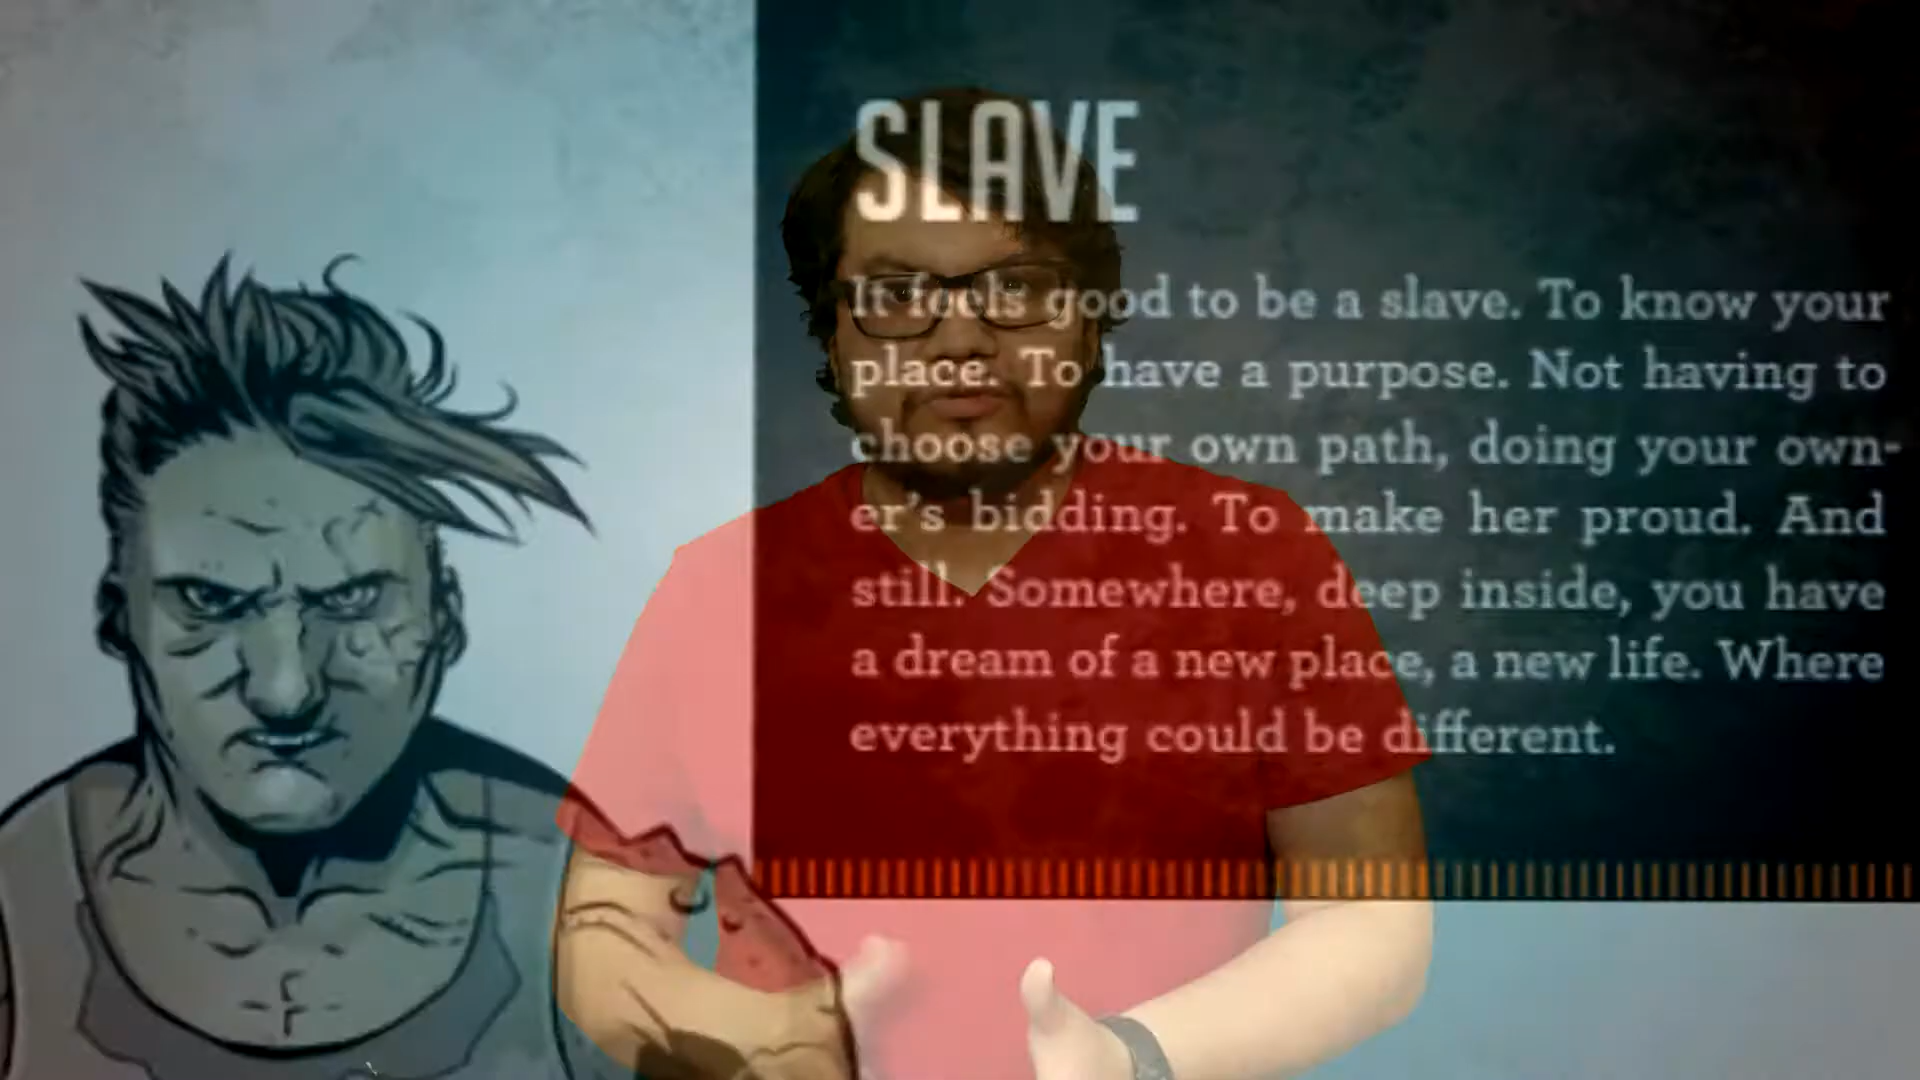 SLAVE
It feels good to be a slave. To know your
place. To have a purpose. Not having to
choose your own path, doing your own-
er's bidding. To make her proud. And
still. Somewhere, deep inside, you have
a dream of a new place, a new life. Where
everything could be different.